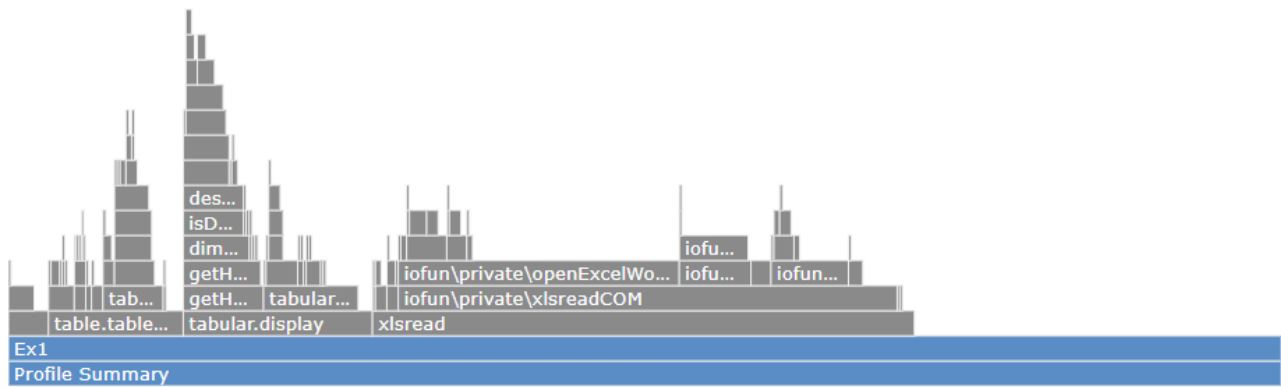 des...
isD...
dim... iofu...
getH... iofun\private\openExcelWo... iofu... iofun...
tab... getH... tabular... iofun\private\xlsreadCOM
table.table... tabular.display xlsread
Ex1
Profile Summary